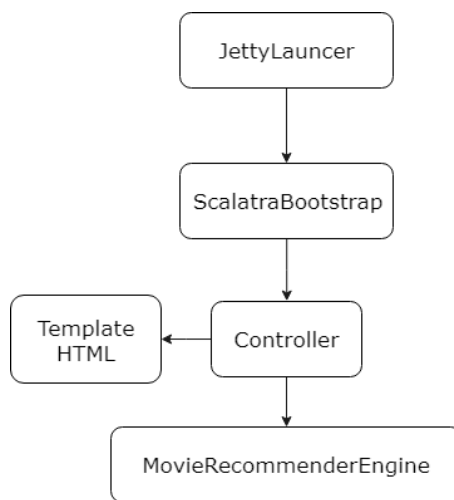 JettyLauncer
ScalatraBootstrap
Template
HTML
Controller
MovieRecommenderEngine